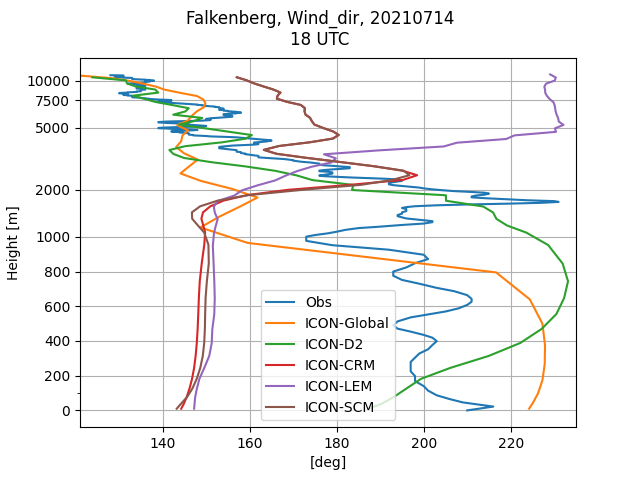 Falkenberg, Wind_dir, 20210714
18 UTC
Height [m]
10000
7500
5000
2000
1000
800
600
400
200
0
Obs
ICON-Global
ICON-D2
ICON-CRM
ICON-LEM
ICON-SCM
140 160 180 200 220
[deg]